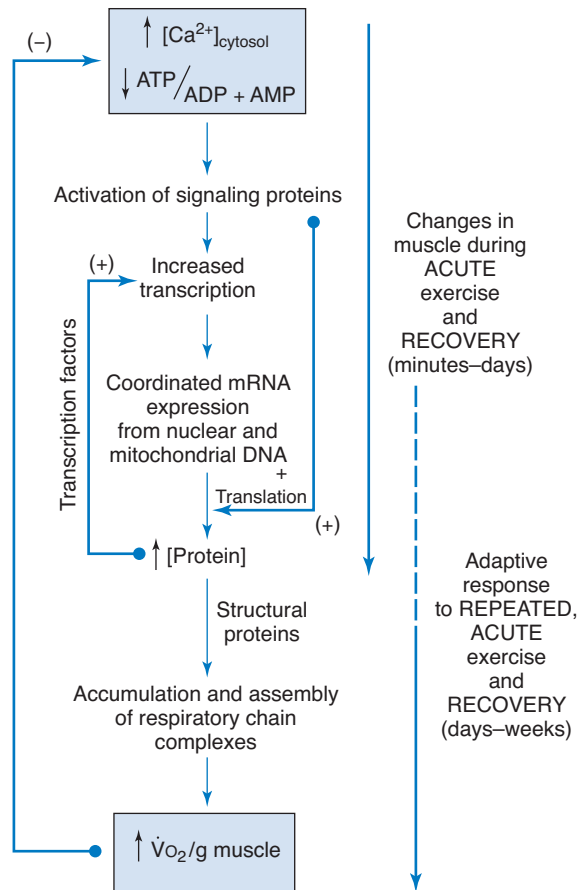 (−)
↑ [Ca²⁺]cytosol
↓ ATP/ADP + AMP
Activation of signaling proteins
(+)
Increased
transcription
Transcription factors
Coordinated mRNA
expression
from nuclear and
mitochondrial DNA
+
Translation
(+)
↑ [Protein]
Structural
proteins
Accumulation and assembly
of respiratory chain
complexes
↑ V̇O₂/g muscle
Changes in
muscle during
ACUTE
exercise
and
RECOVERY
(minutes–days)
Adaptive
response
to REPEATED,
ACUTE
exercise
and
RECOVERY
(days–weeks)